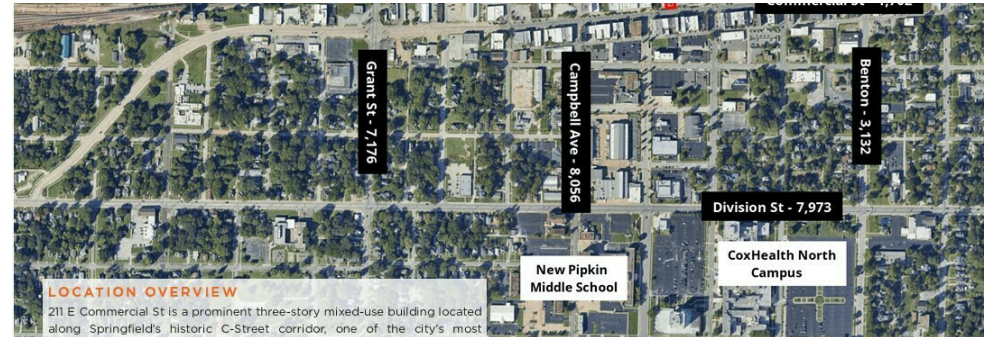 Grant St - 7,176
Campbell Ave - 8,056
Benton - 3,132
Division St - 7,973
New Pipkin
Middle School
CoxHealth North
Campus
LOCATION OVERVIEW
211 E Commercial St is a prominent three-story mixed-use building located
along Springfield's historic C-Street corridor, one of the city's most